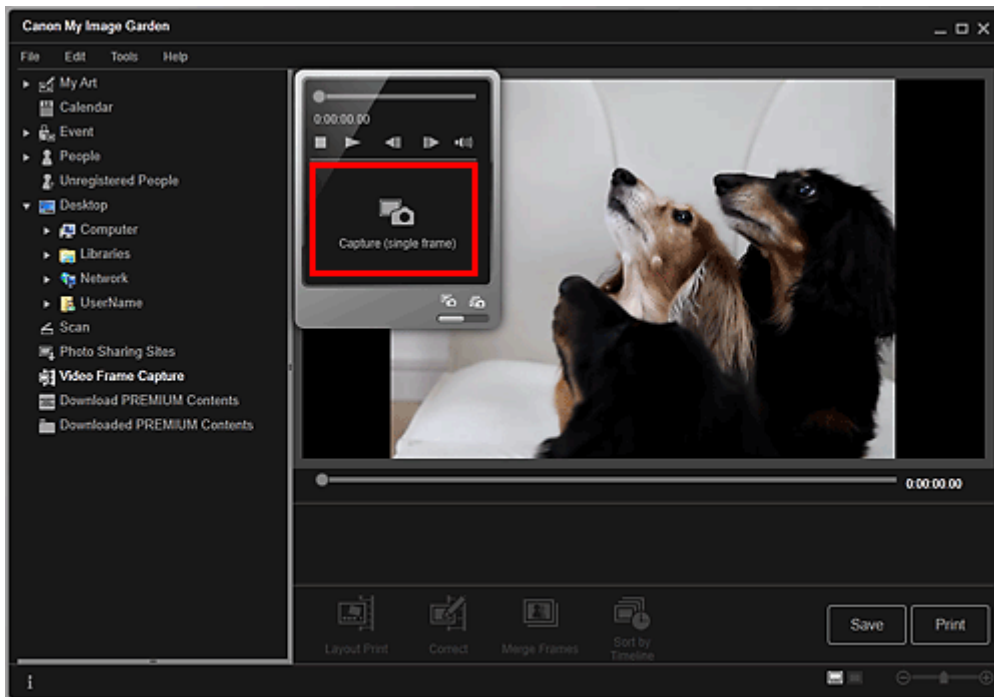 Canon My Image Garden
File Edit Tools Help
My Art
Calendar
Event
People
Unregistered People
Desktop
Computer
Libraries
Network
UserName
Scan
Photo Sharing Sites
Video Frame Capture
Download PREMIUM Contents
Downloaded PREMIUM Contents
0:00:00.00
Capture (single frame)
0:00:00.00
Layout Print
Correct
Merge Frames
Sort by
Timeline
Save
Print